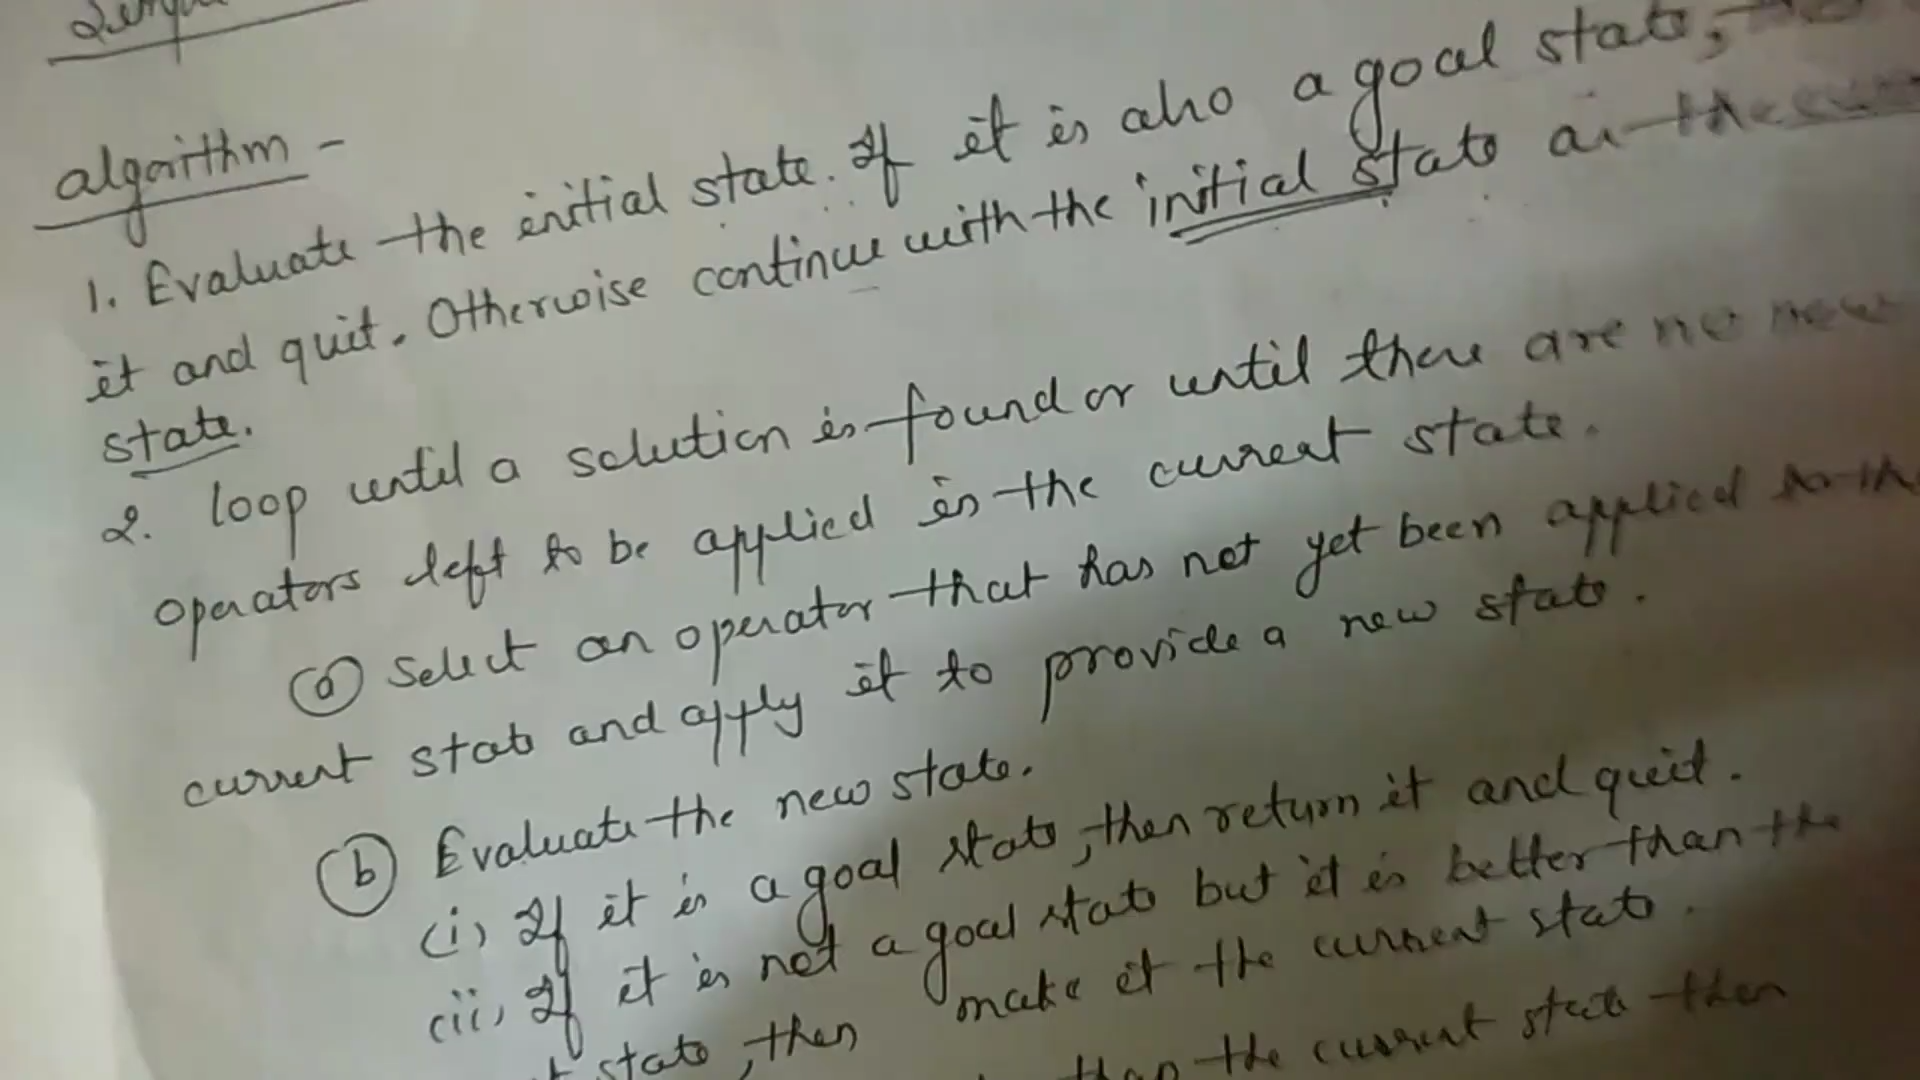 algorithm -
1. Evaluate the initial state. If it is also a goal state,
it and quit. Otherwise continue with the initial state as the
state.
2. loop until a solution is found or until there are no new
operators left to be applied in the current state.
(a) Select an operator that has not yet been applied to the
current state and apply it to provide a new state.
(b) Evaluate the new state.
(i) If it is a goal state, then return it and quit.
(ii) If it is not a goal state but it is better than the
state, then make it the current state.
than the current state then